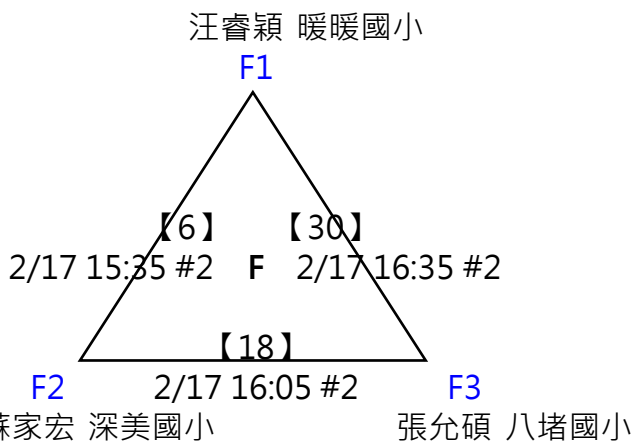 汪睿穎 暖暖國小
F1
【6】 【30】
2/17 15:35 #2 F 2/17 16:35 #2
【18】
F2 2/17 16:05 #2 F3
蘇家宏 深美國小 張允碩 八堵國小